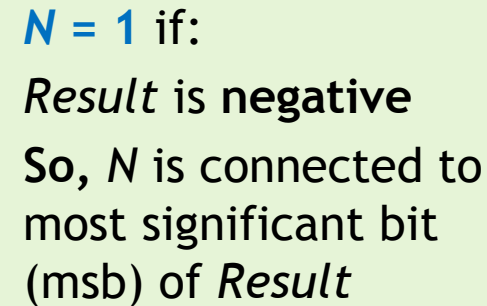 N = 1 if:
Result is negative
So, N is connected to
most significant bit
(msb) of Result